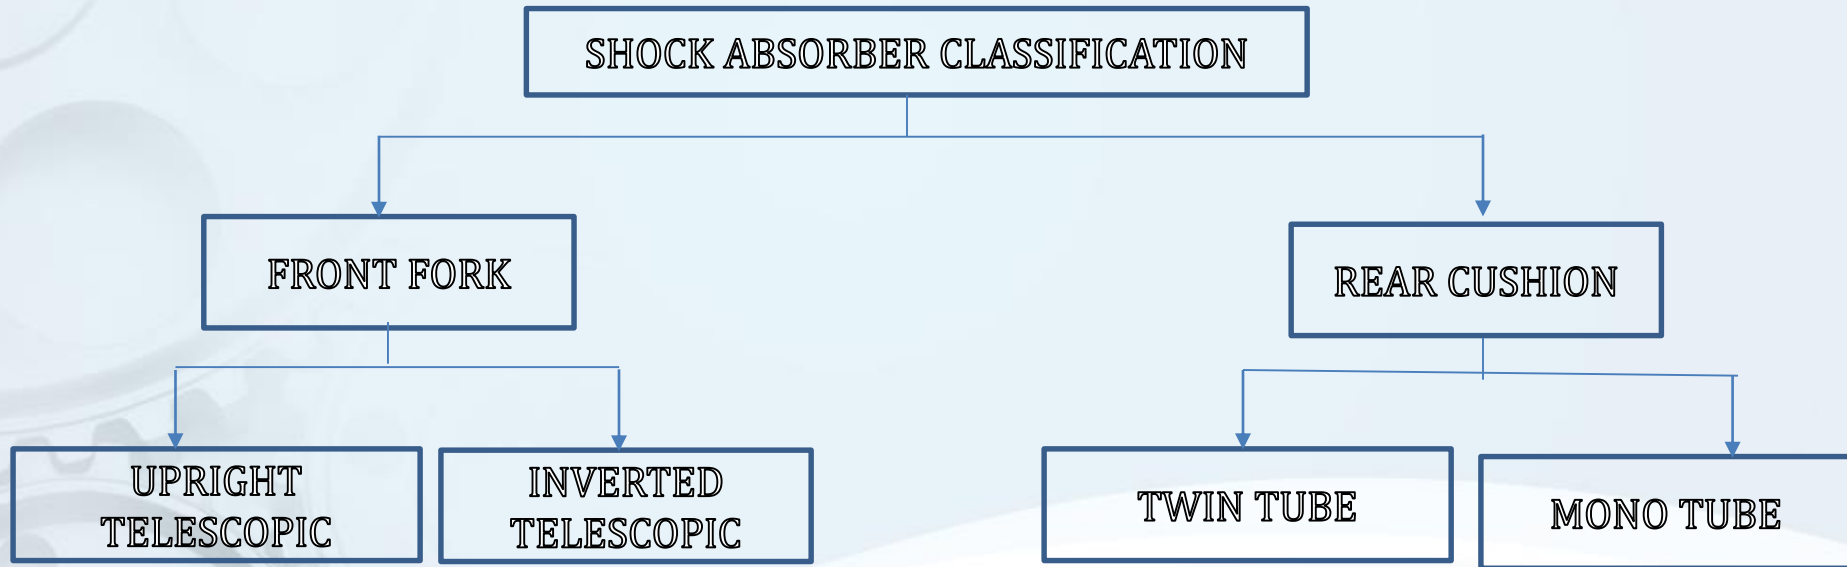 SHOCK ABSORBER CLASSIFICATION
FRONT FORK
REAR CUSHION
UPRIGHT
TELESCOPIC
INVERTED
TELESCOPIC
TWIN TUBE
MONO TUBE